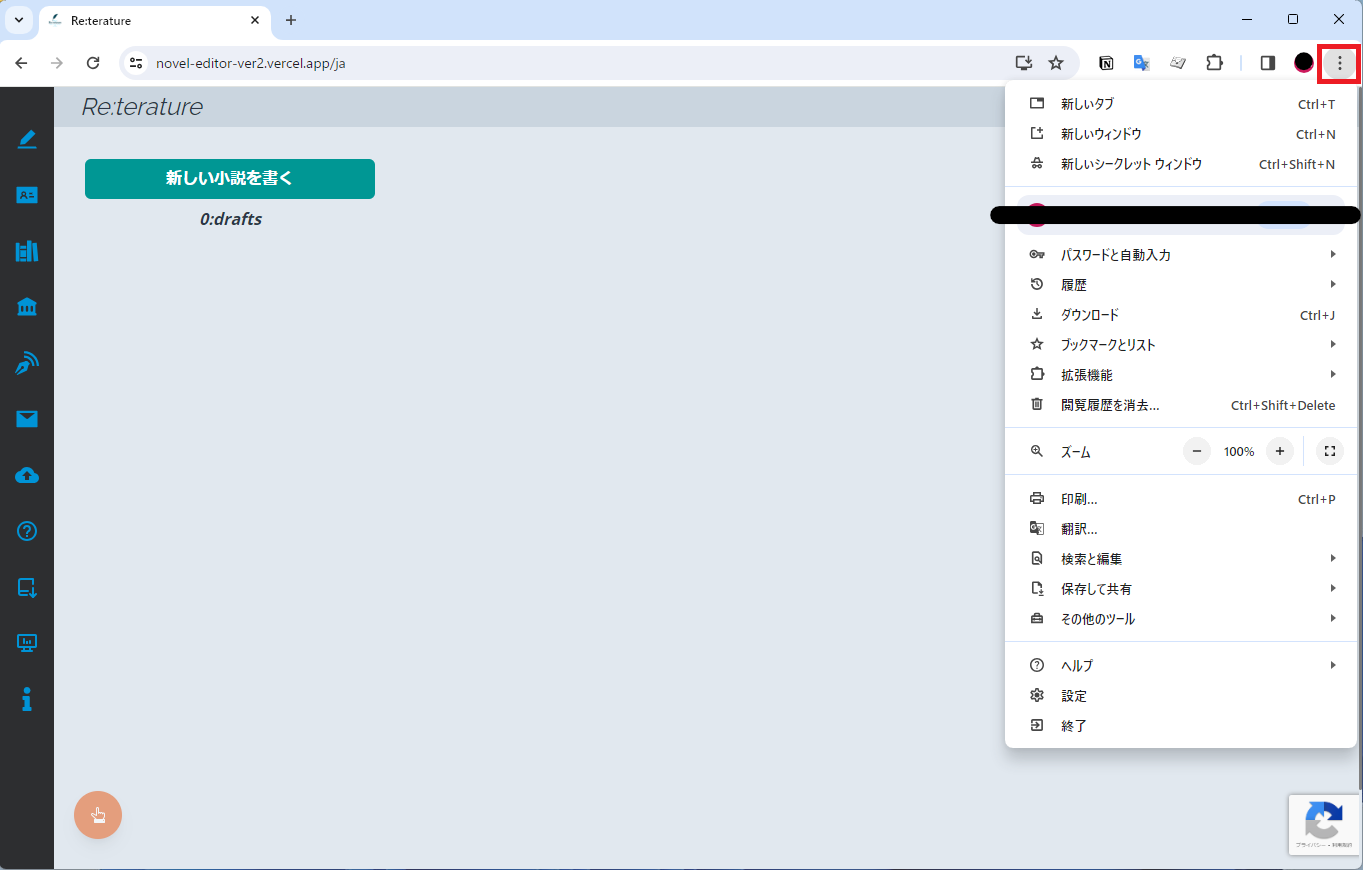 Re:terature
novel-editor-ver2.vercel.app/ja
Re:terature
新しい小説を書く
0:drafts
新しいタブ Ctrl+T
新しいウィンドウ Ctrl+N
新しいシークレット ウィンドウ Ctrl+Shift+N
パスワードと自動入力
履歴
ダウンロード Ctrl+J
ブックマークとリスト
拡張機能
閲覧履歴を消去... Ctrl+Shift+Delete
ズーム − 100% +
印刷... Ctrl+P
翻訳...
検索と編集
保存して共有
その他のツール
ヘルプ
設定
終了
プライバシー • 利用規約